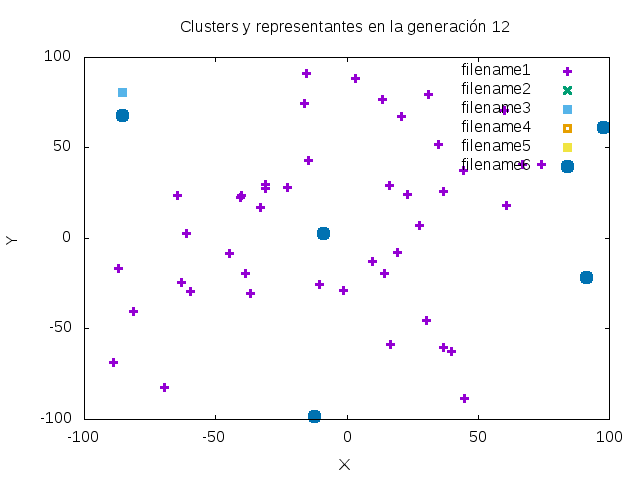 Clusters y representantes en la generación 12
filename1
filename2
filename3
filename4
filename5
filename6
100
50
0
-50
-100
Y
-100
-50
0
50
100
X